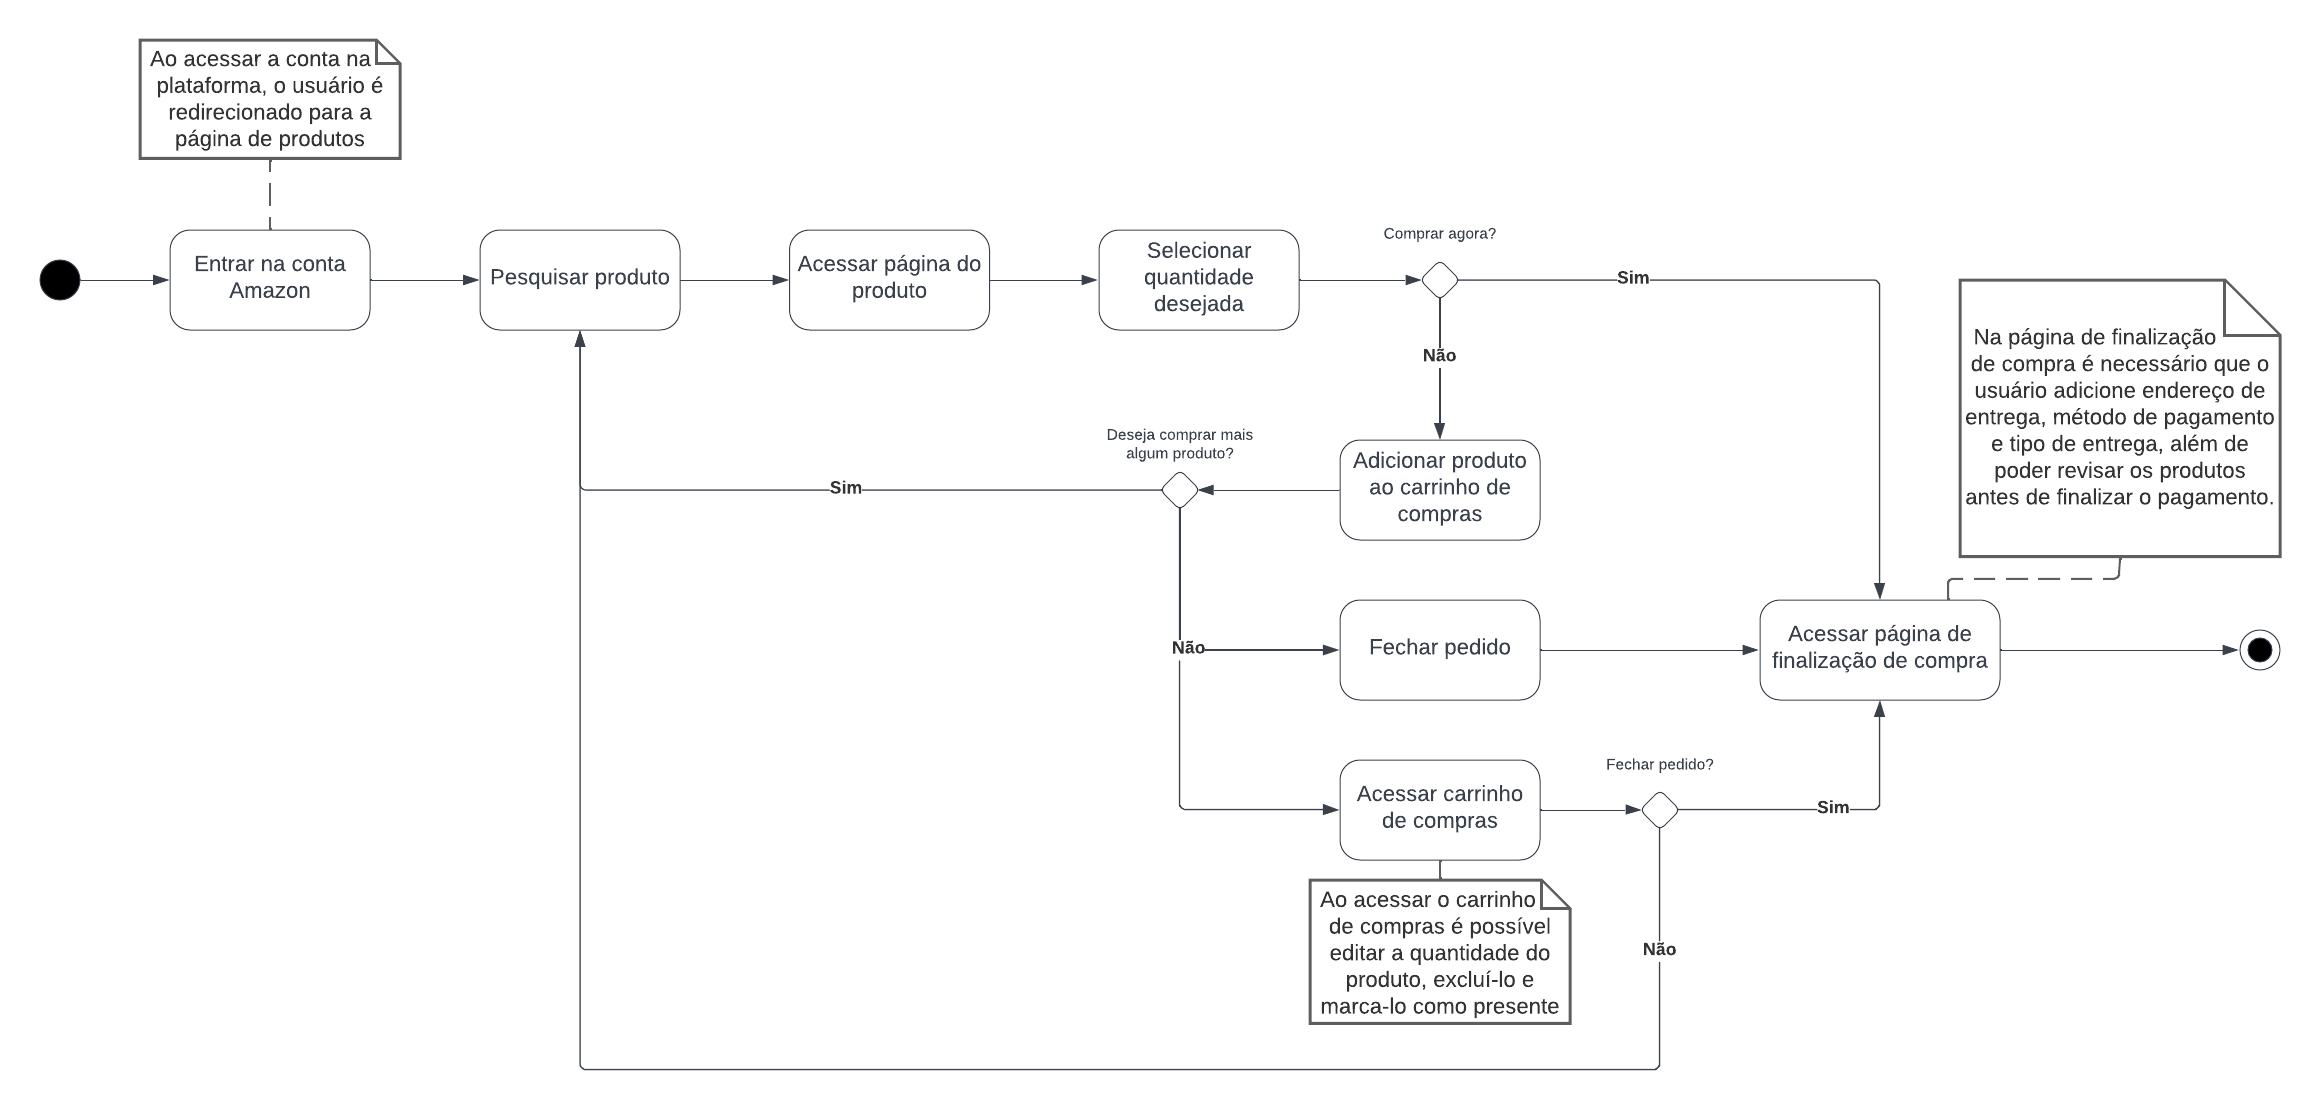 Ao acessar a conta na
plataforma, o usuário é
redirecionado para a
página de produtos
Entrar na conta
Amazon
Pesquisar produto
Acessar página do
produto
Selecionar
quantidade
desejada
Comprar agora?
Sim
Não
Na página de finalização
de compra é necessário que o
usuário adicione endereço de
entrega, método de pagamento
e tipo de entrega, além de
poder revisar os produtos
antes de finalizar o pagamento.
Deseja comprar mais
algum produto?
Sim
Adicionar produto
ao carrinho de
compras
Não
Fechar pedido
Acessar página de
finalização de compra
Acessar carrinho
de compras
Fechar pedido?
Sim
Não
Ao acessar o carrinho
de compras é possível
editar a quantidade do
produto, excluí-lo e
marca-lo como presente